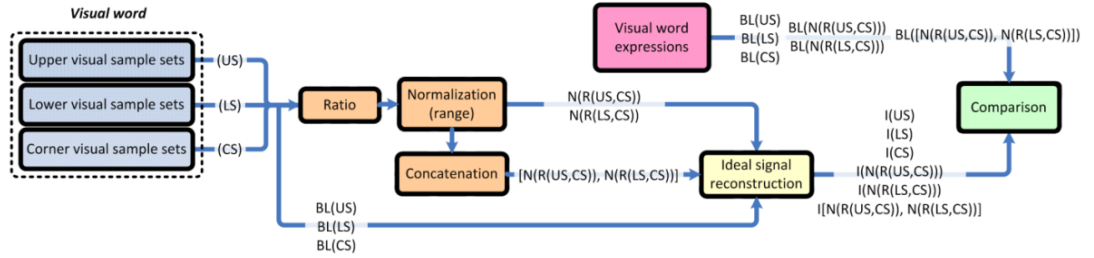 Visual word
Upper visual sample sets
(US)
Lower visual sample sets
(LS)
Corner visual sample sets
(CS)
Ratio
Normalization
(range)
Concatenation
N(R(US,CS))
N(R(LS,CS))
[N(R(US,CS)), N(R(LS,CS))]
BL(US)
BL(LS)
BL(CS)
Visual word
expressions
BL(US)
BL(LS)
BL(CS)
BL(N(R(US,CS)))
BL(N(R(LS,CS)))
BL([N(R(US,CS)), N(R(LS,CS))])
Ideal signal
reconstruction
I(US)
I(LS)
I(CS)
I(N(R(US,CS)))
I(N(R(LS,CS)))
I[N(R(US,CS)), N(R(LS,CS))]
Comparison